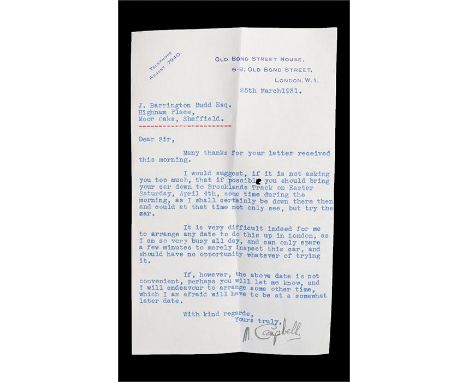 OLD BOND STREET HOUSE,
6-8, OLD BOND STREET,
LONDON, W.1.
TELEPHONE
REGENT 7640.
25th March1931.
J. Barrington Budd Esq.
Highnam Place,
Moor Oaks, Sheffield.
Dear Sir,
Many thanks for your letter received
this morning.
I would suggest, if it is not asking
you too much, that if possible you should bring
your car down to Brooklands Track on Easter
Saturday, April 4th, some time during the
morning, as I shall certainly be down there then
and could at that time not only see, but try the
car.
It is very difficult indeed for me
to arrange any date to do this up in London, as
I am so very busy all day, and can only spare
a few minutes to merely inspect this car, and
should have no opportunity whatever of trying
it.
If, however, the above date is not
convenient, perhaps you will let me know, and
I will endeavour to arrange some other time,
which I am afraid will have to be at a somewhat
later date.
With kind regards,
Yours truly,
M. Campbell